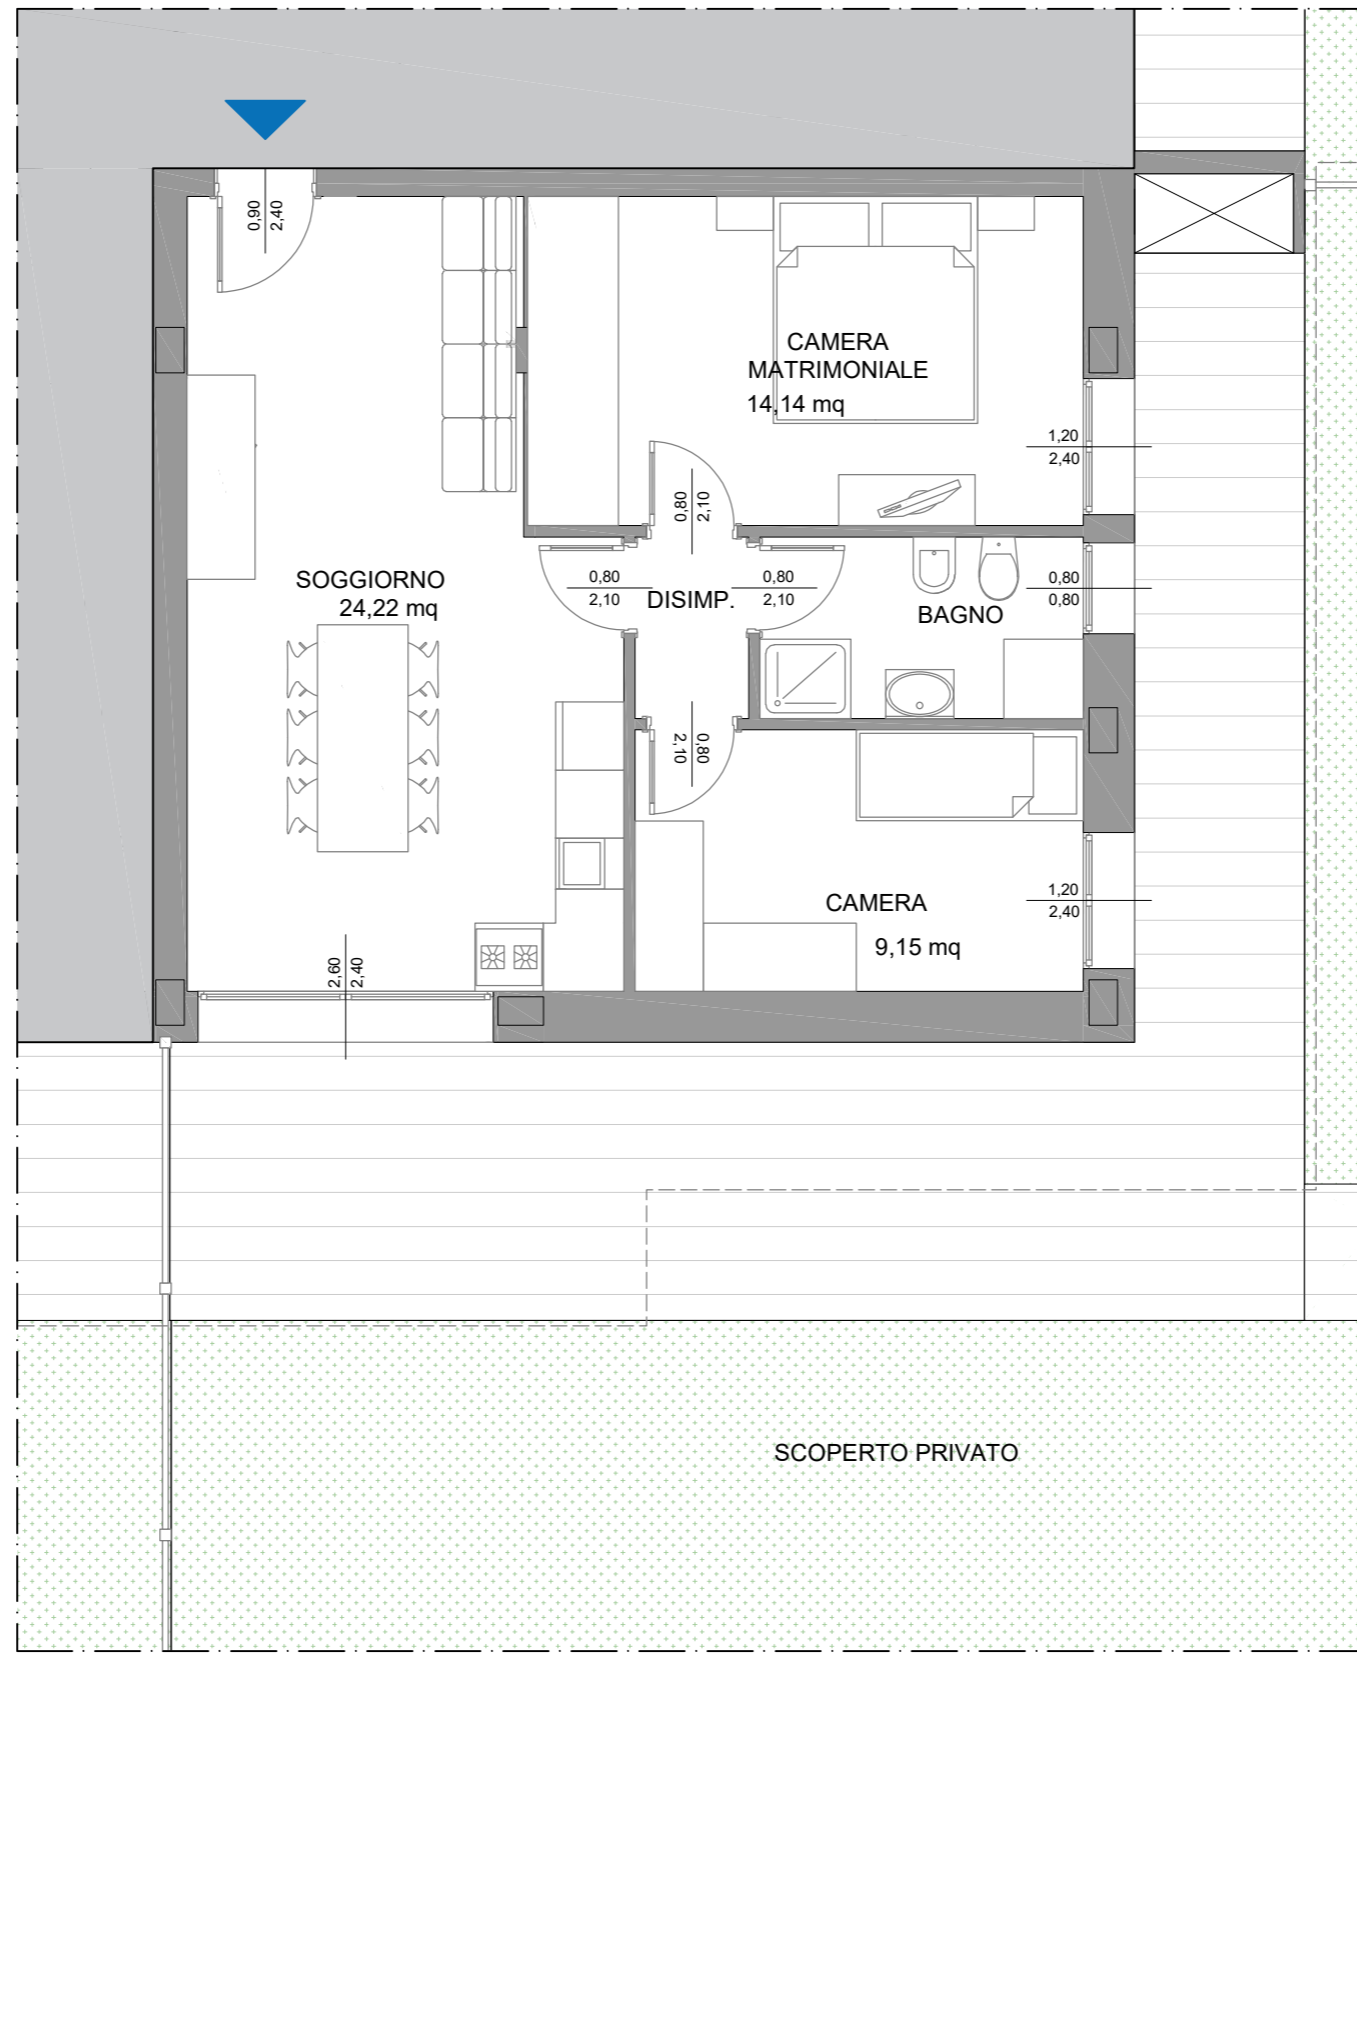 0,90
2,40
CAMERA
MATRIMONIALE
14,14 mq
1,20
2,40
0,80
2,10
SOGGIORNO
24,22 mq
0,80
2,10
DISIMP.
0,80
2,10
BAGNO
0,80
0,80
0,80
2,10
CAMERA
9,15 mq
1,20
2,40
2,60
2,40
SCOPERTO PRIVATO